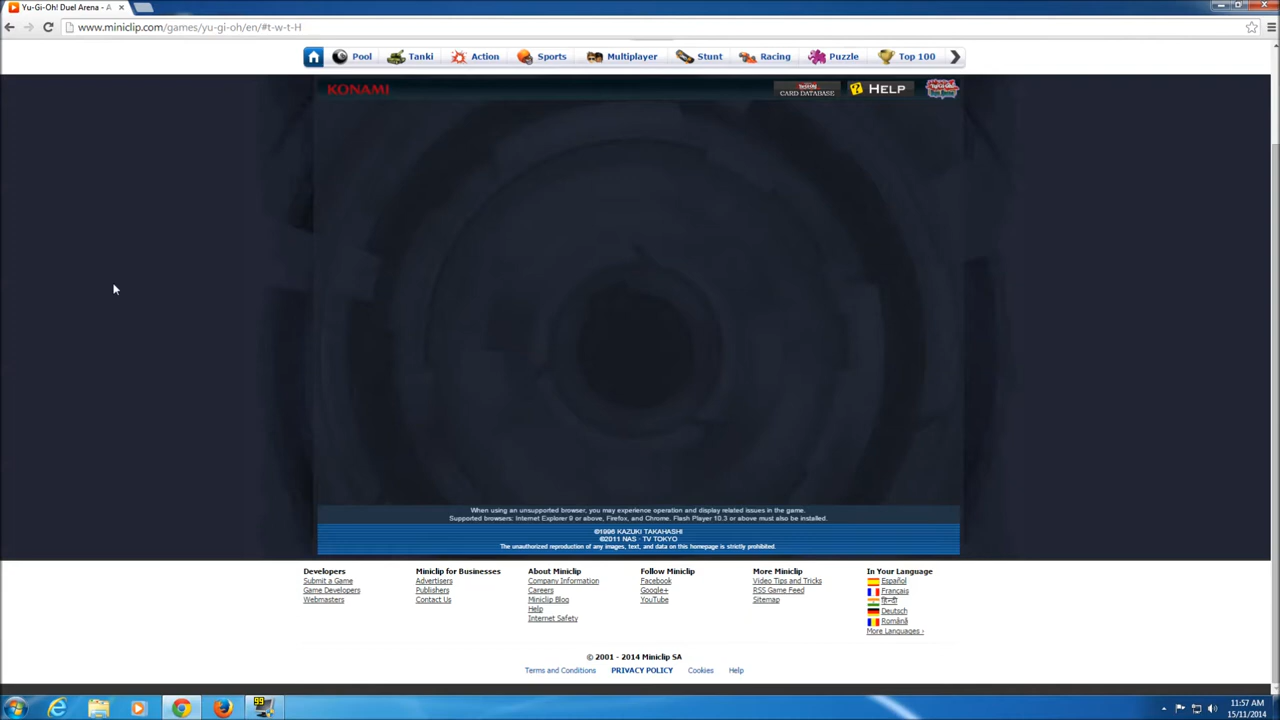 Yu-Gi-Oh! Duel Arena - A
www.miniclip.com/games/yu-gi-oh/en/#t-w-t-H
Pool Tanki Action Sports Multiplayer Stunt Racing Puzzle Top 100
KONAMI CARD DATABASE HELP
When using an unsupported browser, you may experience operation and display related issues in the game.
Supported browsers: Internet Explorer 9 or above, Firefox, and Chrome. Flash Player 10.3 or above must also be installed.
©1996 KAZUKI TAKAHASHI
©2011 NAS · TV TOKYO
The unauthorized reproduction of any images, text, and data on this homepage is strictly prohibited.
Developers
Submit a Game
Game Developers
Webmasters
Miniclip for Businesses
Advertisers
Publishers
Contact Us
About Miniclip
Company Information
Careers
Miniclip Blog
Help
Internet Safety
Follow Miniclip
Facebook
Google+
YouTube
More Miniclip
Video Tips and Tricks
RSS Game Feed
Sitemap
In Your Language
Español
Français
हिन्दी
Deutsch
Română
More Languages ›
© 2001 - 2014 Miniclip SA
Terms and Conditions PRIVACY POLICY Cookies Help
99
11:57 AM
15/11/2014